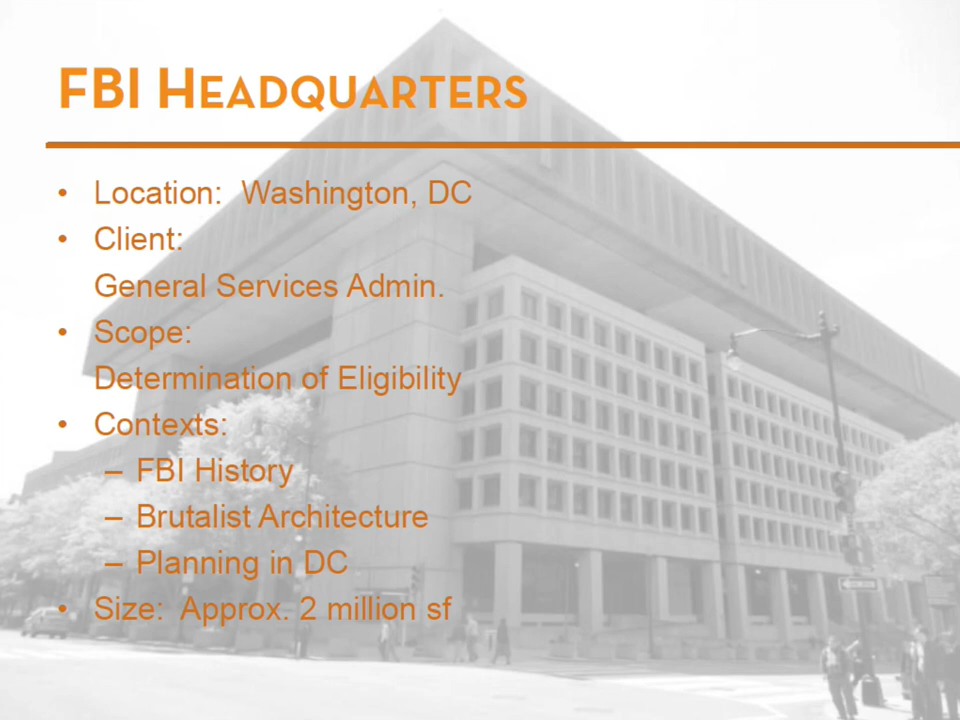 FBI HEADQUARTERS
• Location: Washington, DC
• Client:
General Services Admin.
• Scope:
Determination of Eligibility
• Contexts:
– FBI History
– Brutalist Architecture
– Planning in DC
• Size: Approx. 2 million sf